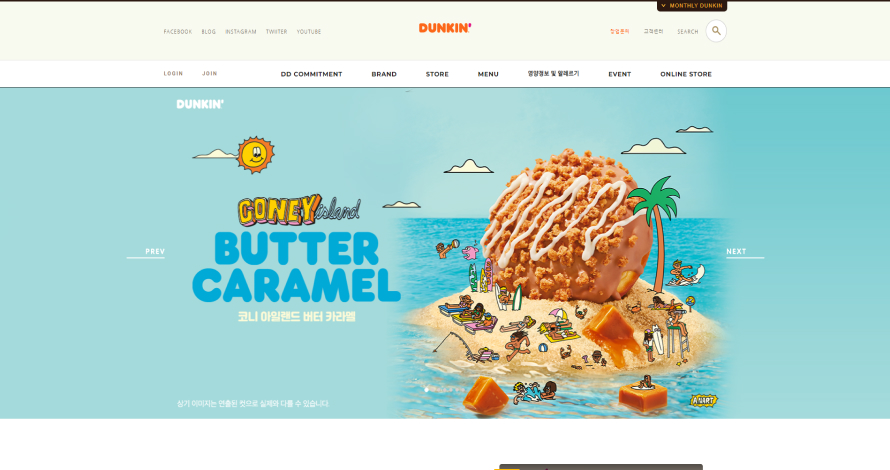 MONTHLY DUNKIN
FACEBOOK BLOG INSTAGRAM TWITTER YOUTUBE
DUNKIN'
창업문의 고객센터 SEARCH
LOGIN JOIN
DD COMMITMENT BRAND STORE MENU 영양정보 및 알레르기 EVENT ONLINE STORE
DUNKIN'
CONEY island
BUTTER
CARAMEL
코니 아일랜드 버터 카라멜
PREV
NEXT
상기 이미지는 연출된 컷으로 실제와 다를 수 있습니다.